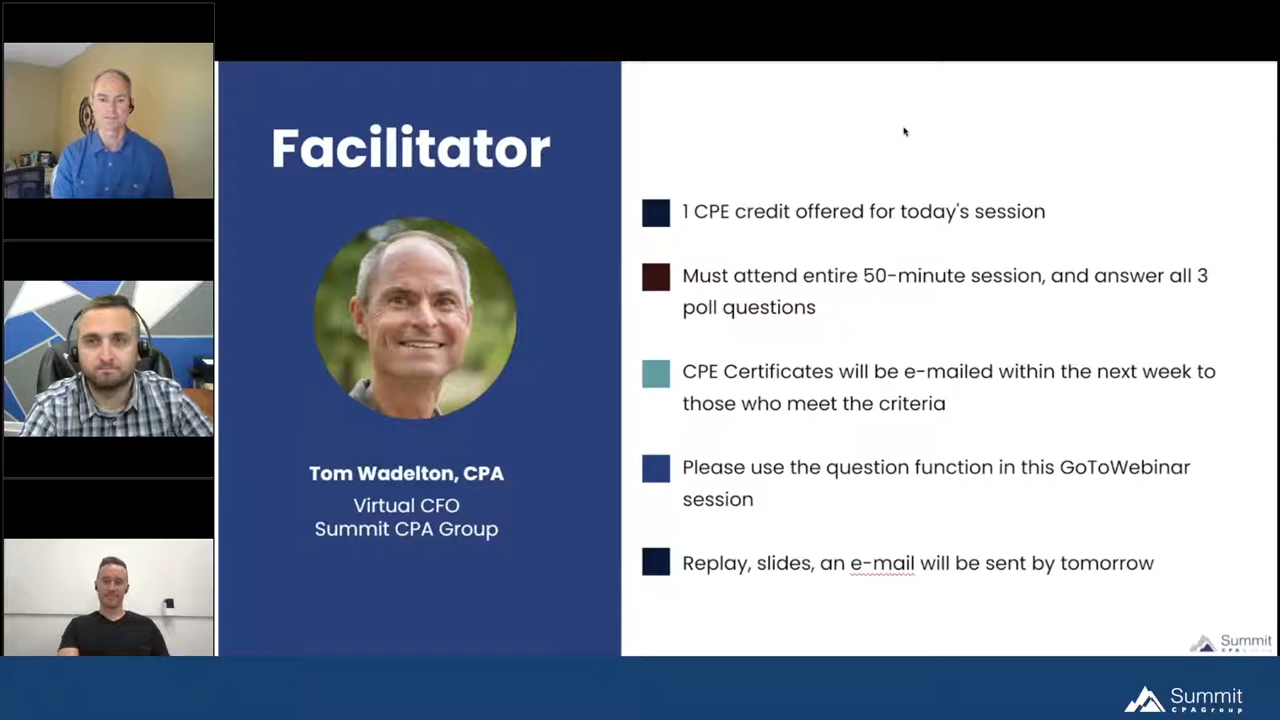 Facilitator
Tom Wadelton, CPA
Virtual CFO
Summit CPA Group
1 CPE credit offered for today's session
Must attend entire 50-minute session, and answer all 3
poll questions
CPE Certificates will be e-mailed within the next week to
those who meet the criteria
Please use the question function in this GoToWebinar
session
Replay, slides, an e-mail will be sent by tomorrow
Summit
Summit
CPAGroup